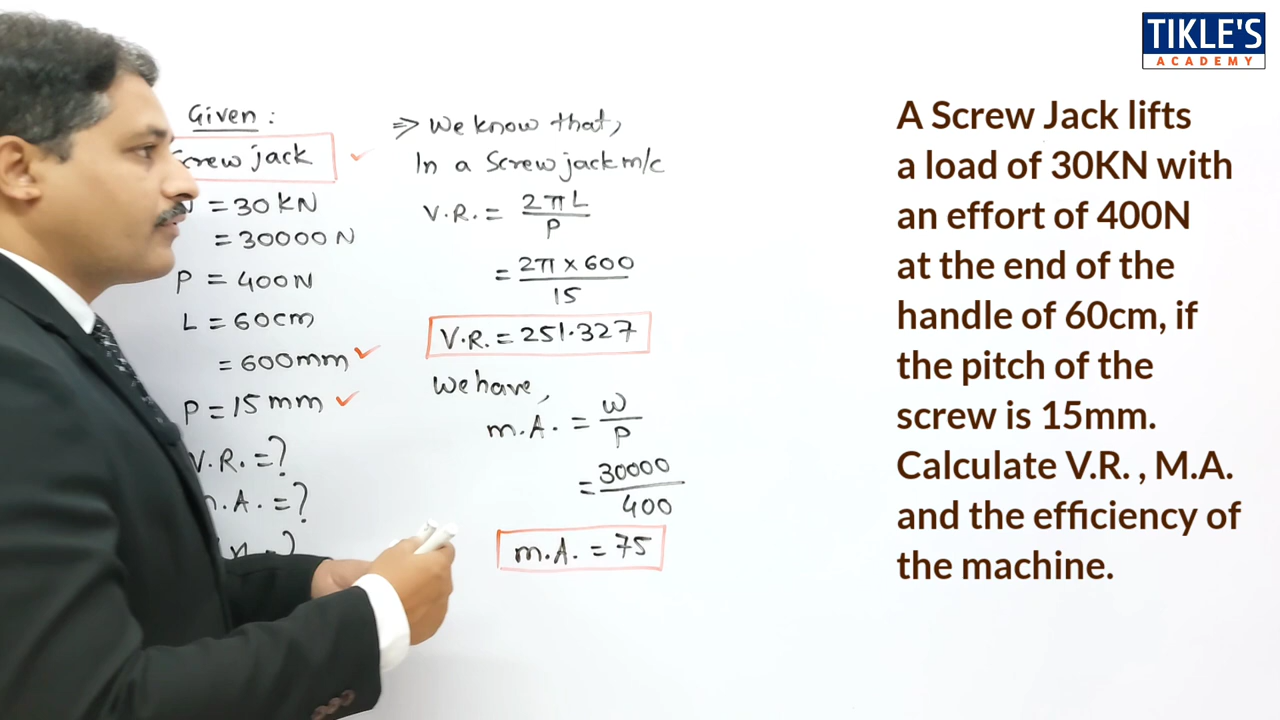 TIKLE'S
ACADEMY
Given :
Screw jack
W = 30 KN
= 30000 N
P = 400N
L = 60cm
= 600mm
P = 15mm
V.R. = ?
m.A. = ?
= ?
⇒ We know that,
In a Screw jack m/c
V.R. = 2πL
P
= 2π × 600
15
V.R. = 251.327
We have,
m.A. = W
P
= 30000
400
m.A. = 75
A Screw Jack lifts
a load of 30KN with
an effort of 400N
at the end of the
handle of 60cm, if
the pitch of the
screw is 15mm.
Calculate V.R. , M.A.
and the efficiency of
the machine.